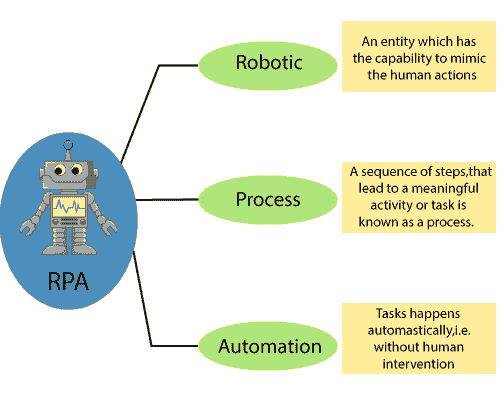 RPA
Robotic
An entity which has
the capability to mimic
the human actions
Process
A sequence of steps,that
lead to a meaningful
activity or task is
known as a process.
Automation
Tasks happens
automastically,i.e.
without human
intervention